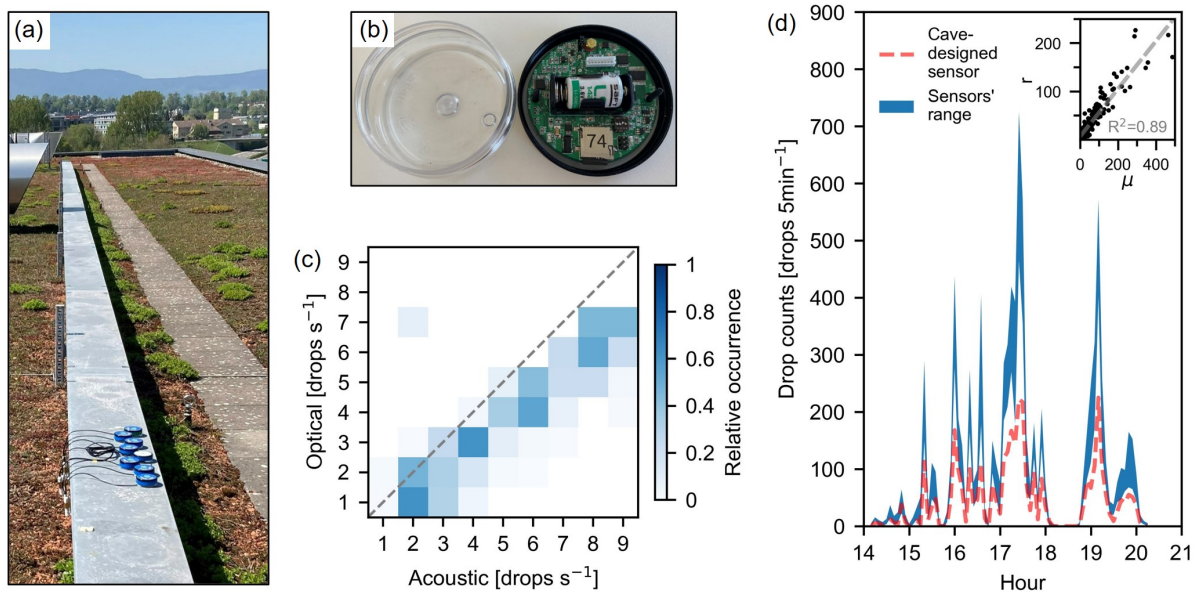 (a)
(b)
74
(c)
Optical [drops s⁻¹]
9
8
7
6
5
4
3
2
1
1 2 3 4 5 6 7 8 9
Acoustic [drops s⁻¹]
1
0.8
0.6
0.4
0.2
0
Relative occurrence
(d)
Drop counts [drops 5min⁻¹]
900
800
700
600
500
400
300
200
100
0
14 15 16 17 18 19 20 21
Hour
Cave-
designed
sensor
Sensors'
range
r
200
100
R²=0.89
0 200 400
μ